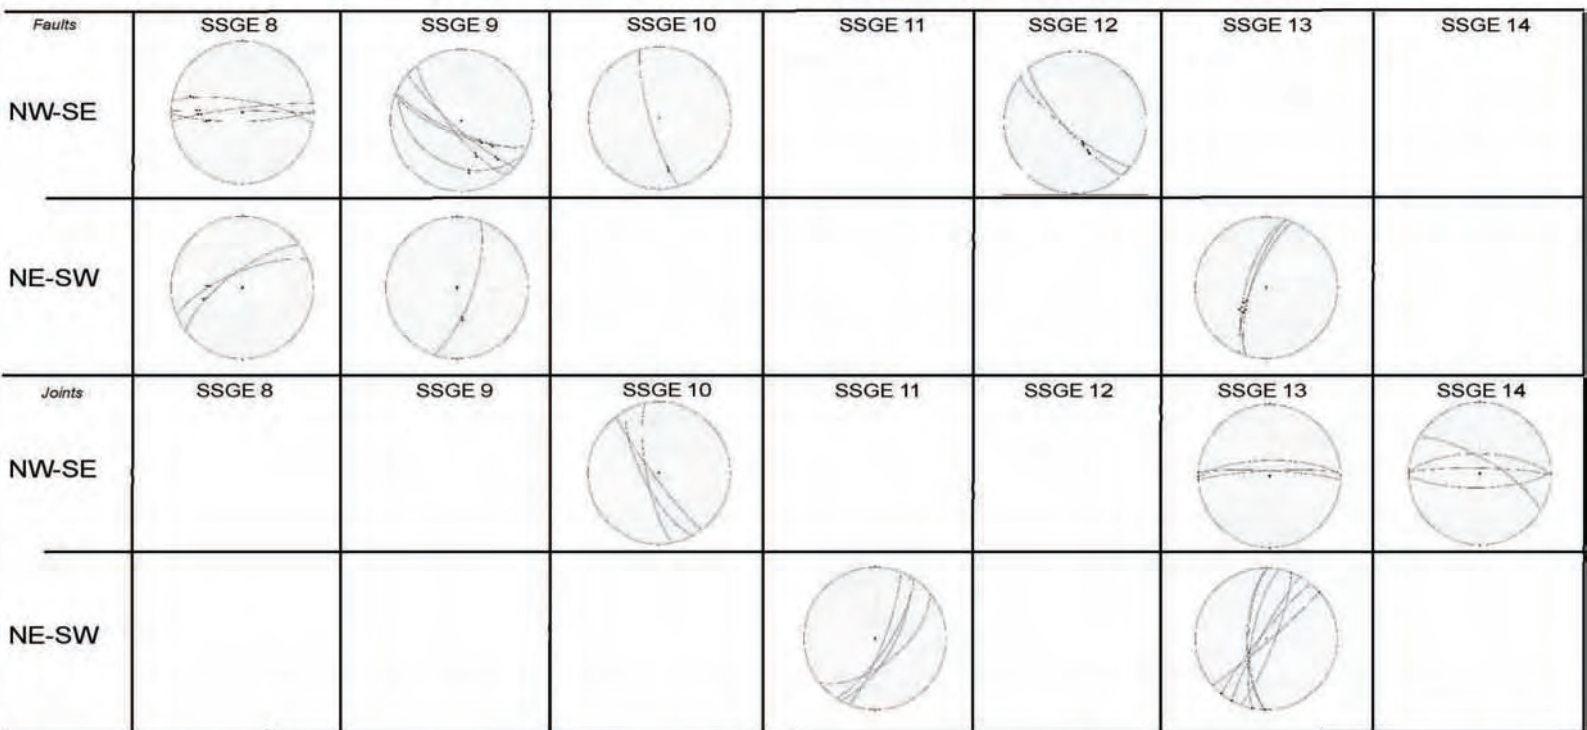 Faults SSGE 8 SSGE 9 SSGE 10 SSGE 11 SSGE 12 SSGE 13 SSGE 14
NW-SE
NE-SW
Joints SSGE 8 SSGE 9 SSGE 10 SSGE 11 SSGE 12 SSGE 13 SSGE 14
NW-SE
NE-SW